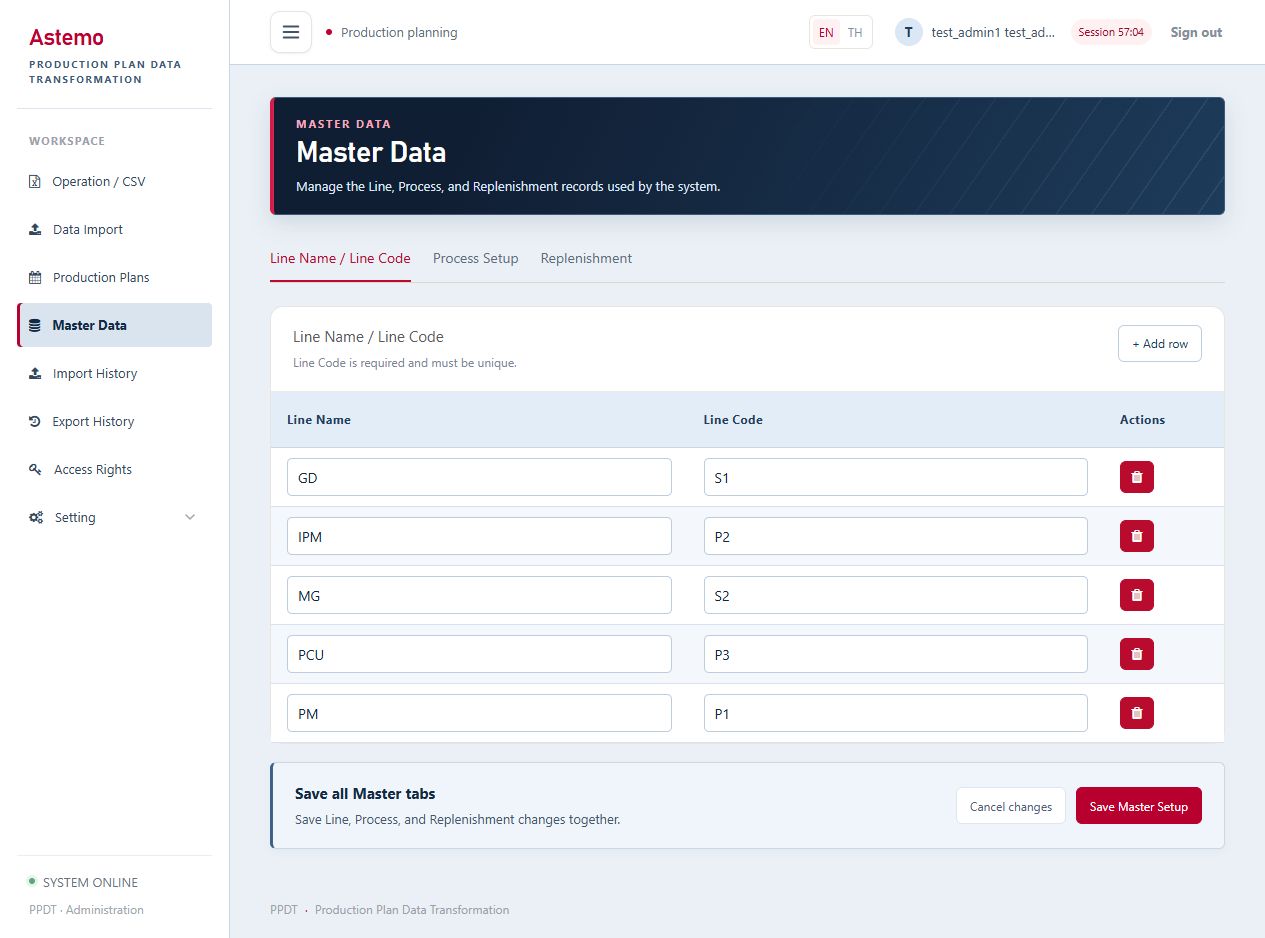 Astemo
PRODUCTION PLAN DATA
TRANSFORMATION
WORKSPACE
Operation / CSV
Data Import
Production Plans
Master Data
Import History
Export History
Access Rights
Setting
SYSTEM ONLINE
PPDT · Administration
Production planning
EN TH
T test_admin1 test_ad...
Session 57:04
Sign out
MASTER DATA
Master Data
Manage the Line, Process, and Replenishment records used by the system.
Line Name / Line Code Process Setup Replenishment
Line Name / Line Code
Line Code is required and must be unique.
+ Add row
Line Name Line Code Actions
GD S1
IPM P2
MG S2
PCU P3
PM P1
Save all Master tabs
Save Line, Process, and Replenishment changes together.
Cancel changes Save Master Setup
PPDT · Production Plan Data Transformation